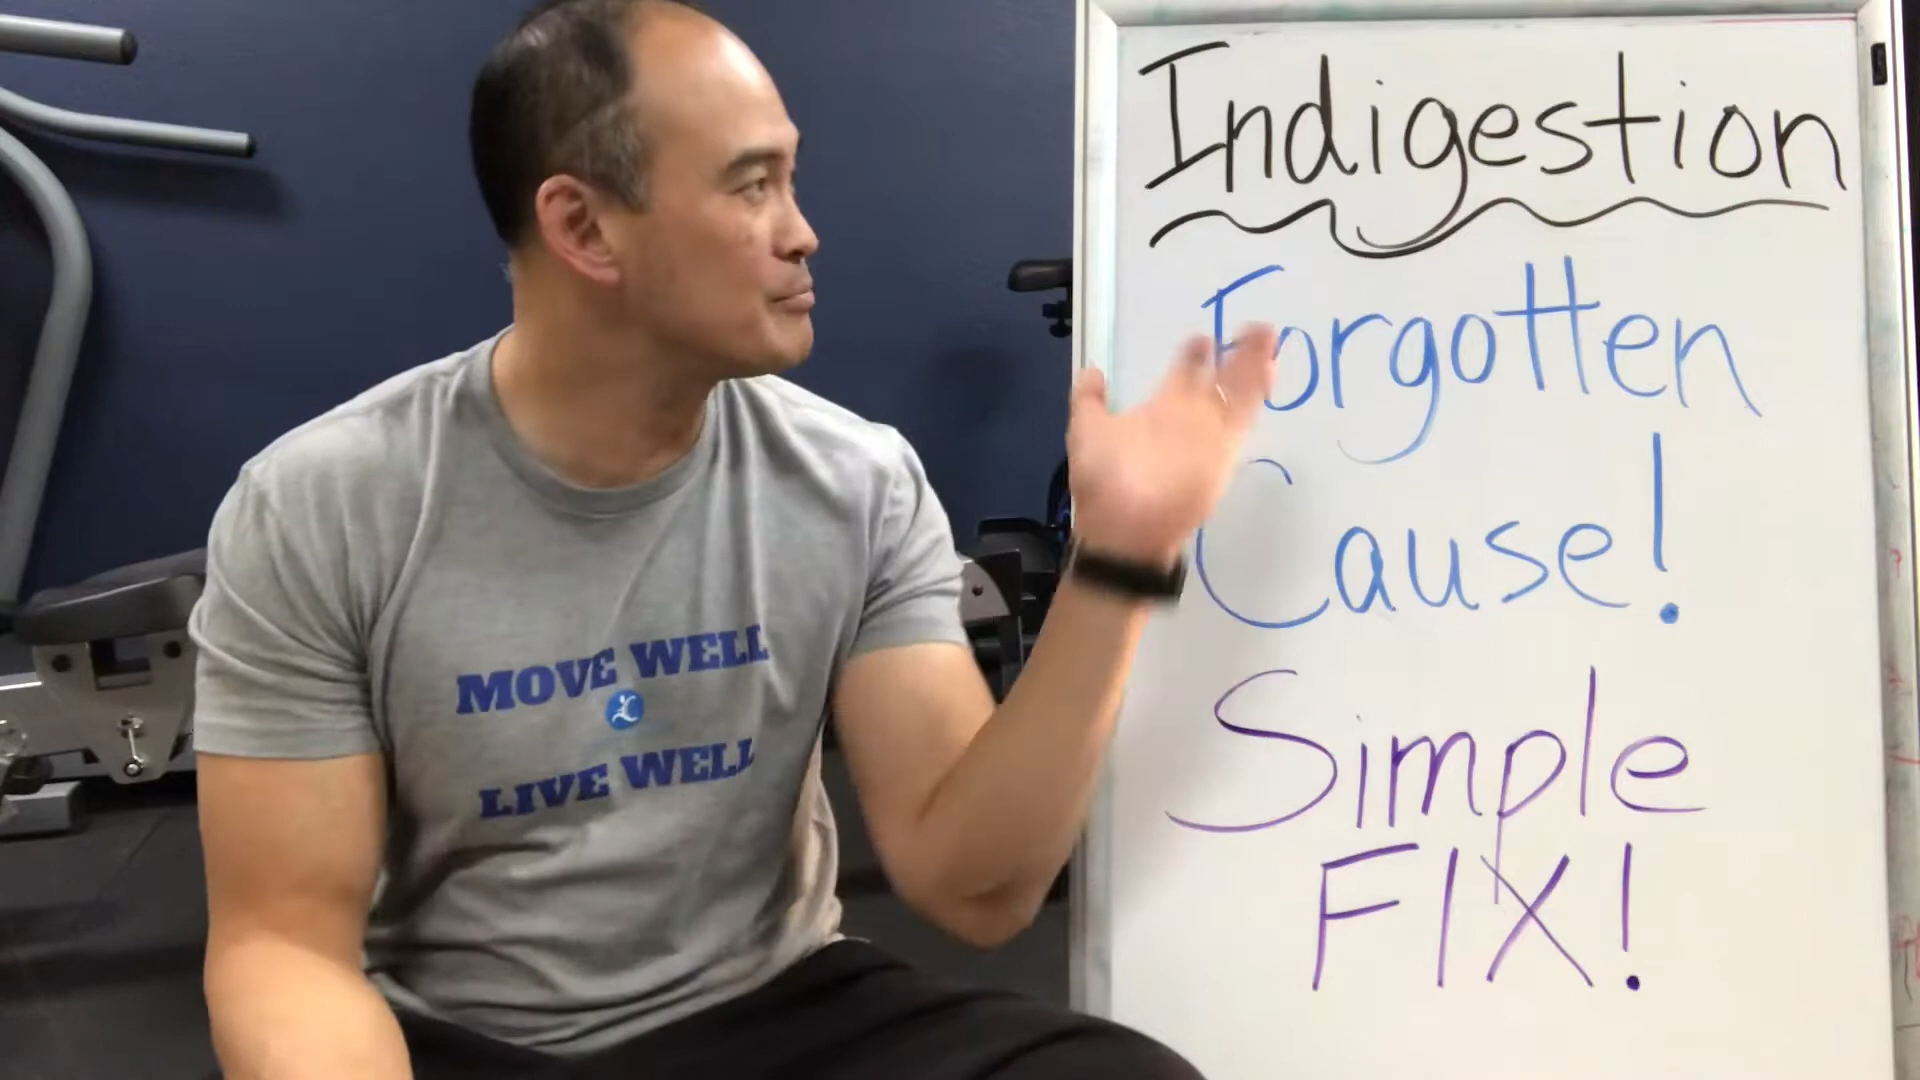 Indigestion
Forgotten
Cause!
Simple
FIX!
MOVE WELL
LIVE WELL